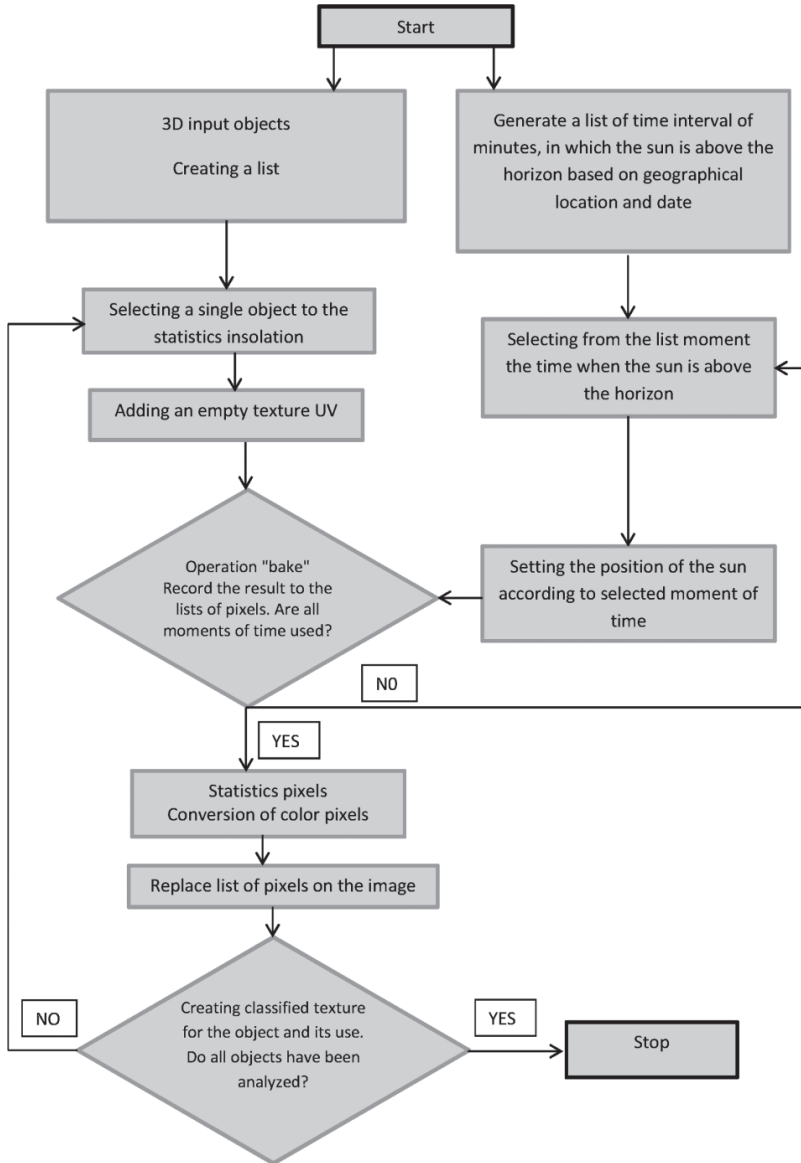 Start
3D input objects
Creating a list
Generate a list of time interval of
minutes, in which the sun is above the
horizon based on geographical
location and date
Selecting a single object to the
statistics insolation
Selecting from the list moment
the time when the sun is above
the horizon
Adding an empty texture UV
Operation "bake"
Record the result to the
lists of pixels. Are all
moments of time used?
Setting the position of the sun
according to selected moment of
time
N0
YES
Statistics pixels
Conversion of color pixels
Replace list of pixels on the image
Creating classified texture
for the object and its use.
Do all objects have been
analyzed?
NO
YES
Stop